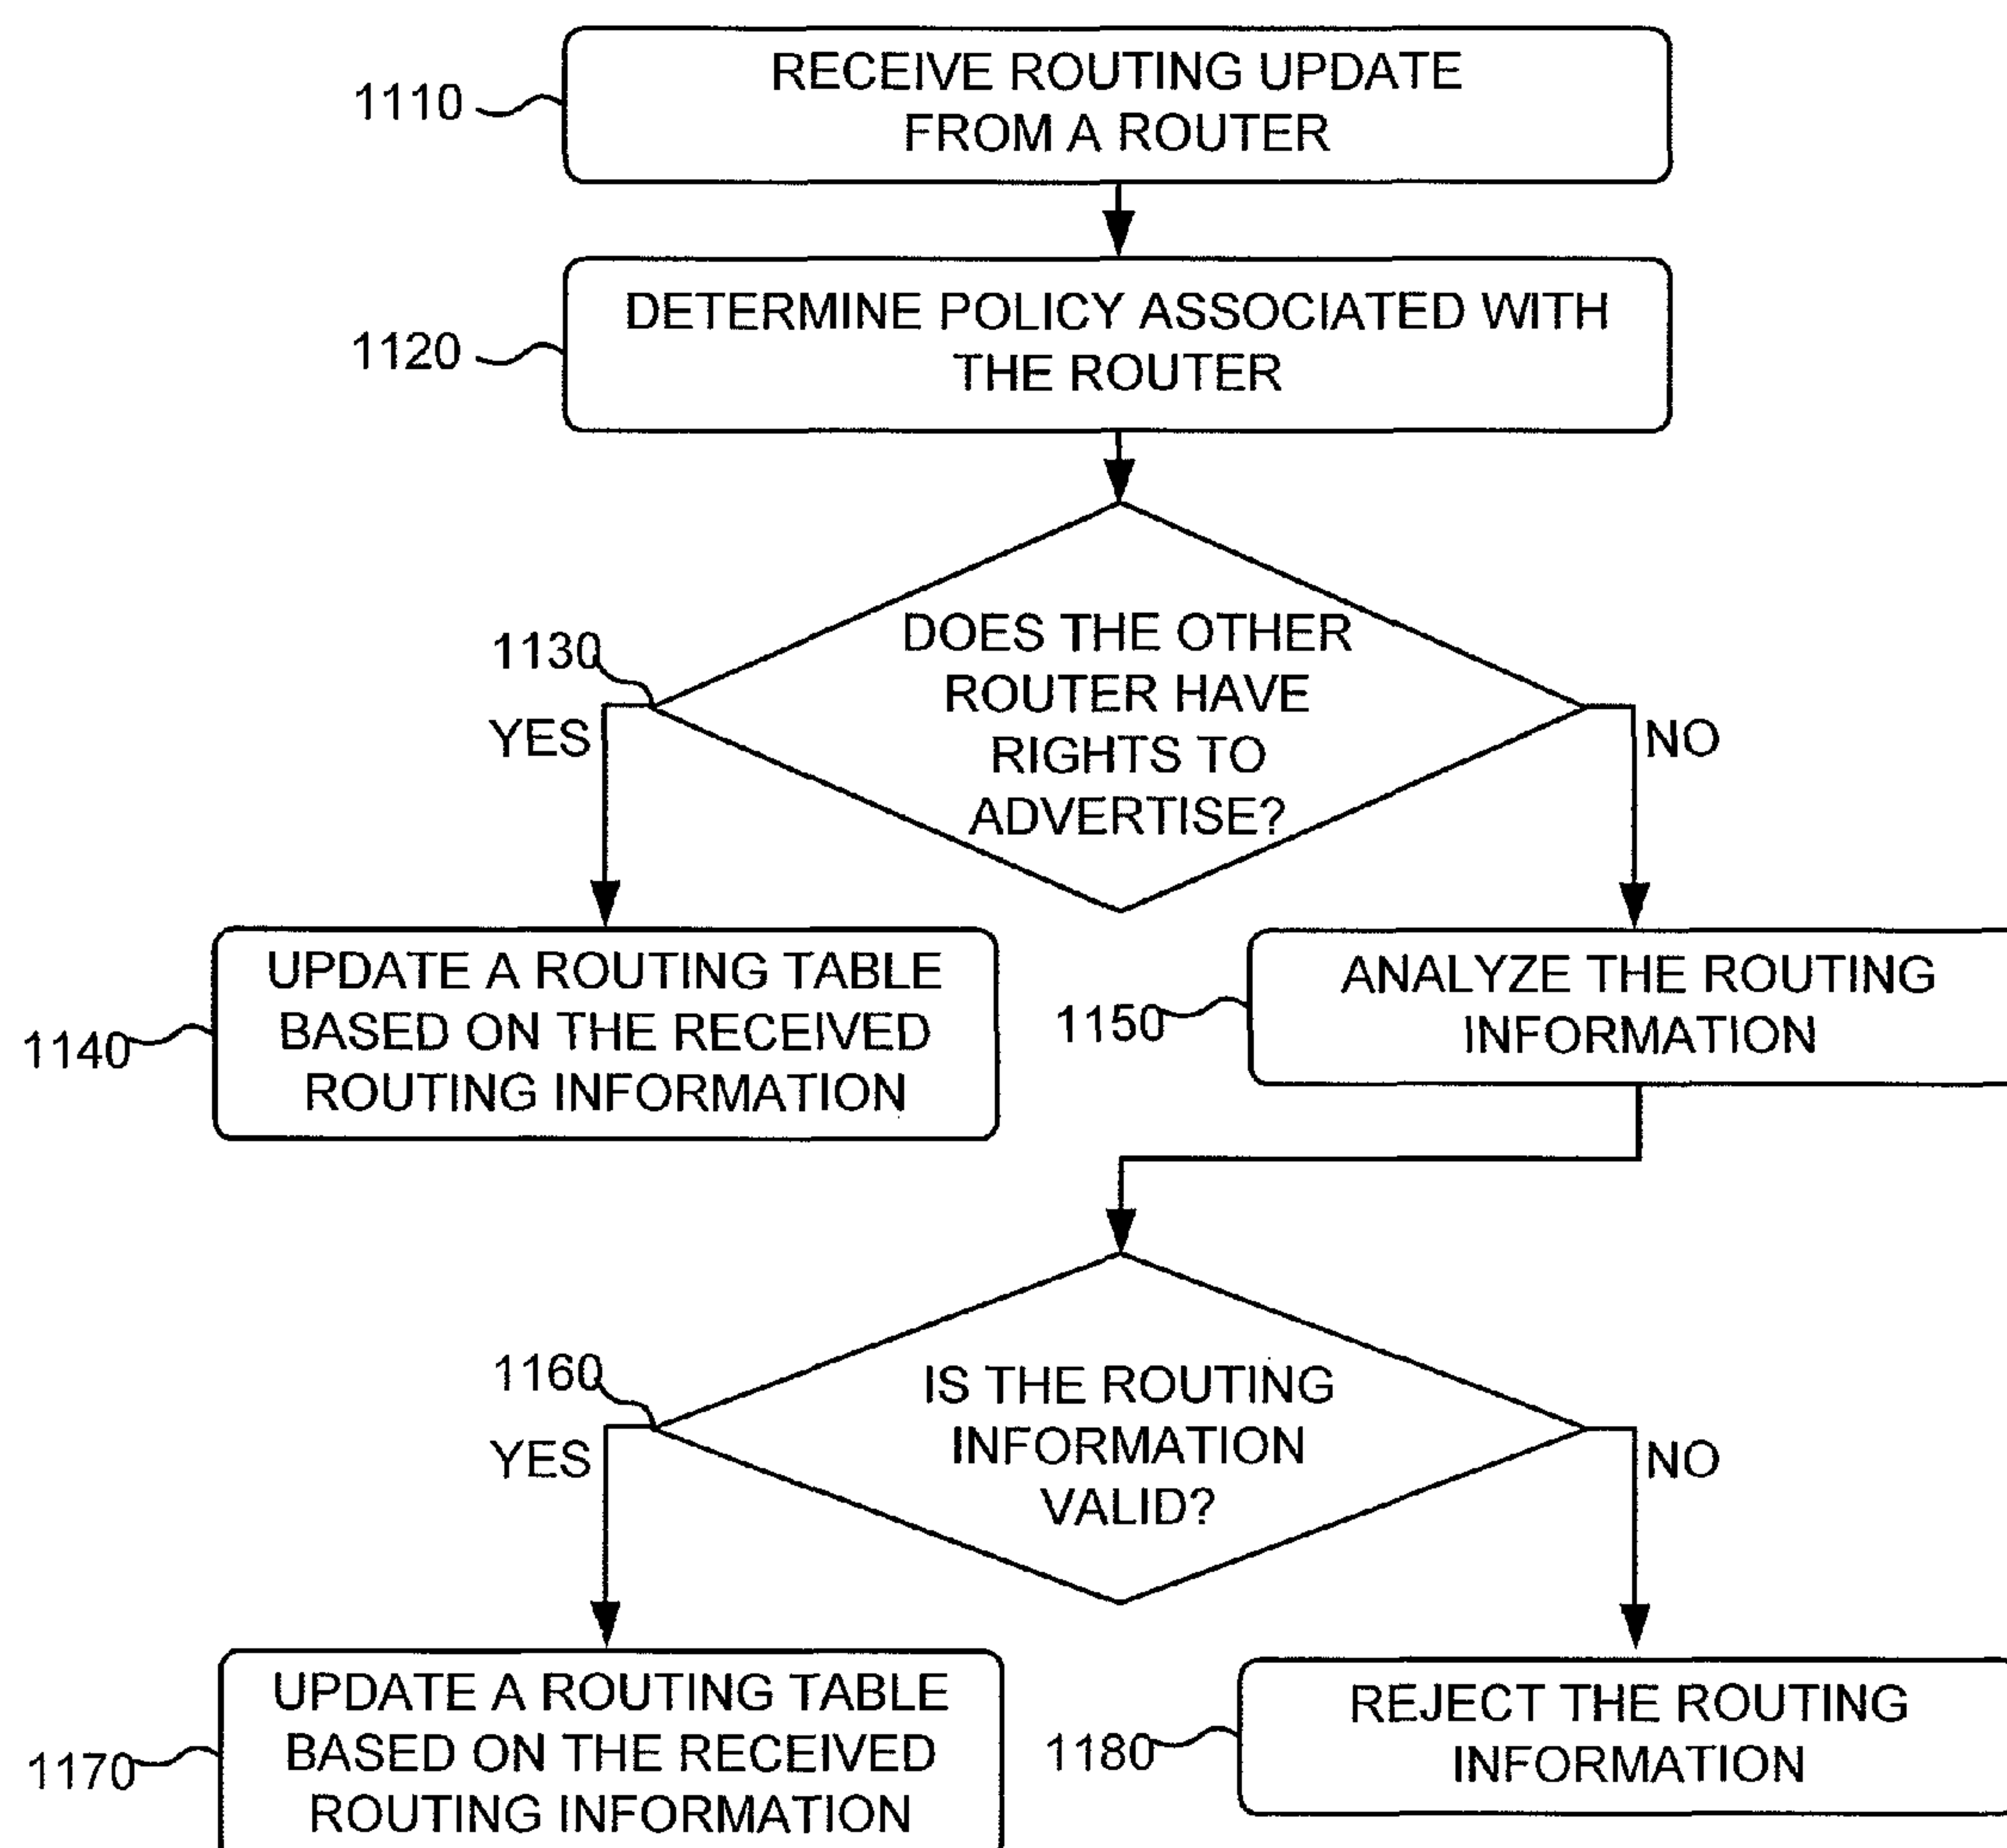 1110
RECEIVE ROUTING UPDATE
FROM A ROUTER
1120
DETERMINE POLICY ASSOCIATED WITH
THE ROUTER
1130
DOES THE OTHER
ROUTER HAVE
RIGHTS TO
ADVERTISE?
YES
NO
1140
UPDATE A ROUTING TABLE
BASED ON THE RECEIVED
ROUTING INFORMATION
1150
ANALYZE THE ROUTING
INFORMATION
1160
IS THE ROUTING
INFORMATION
VALID?
YES
NO
1170
UPDATE A ROUTING TABLE
BASED ON THE RECEIVED
ROUTING INFORMATION
1180
REJECT THE ROUTING
INFORMATION